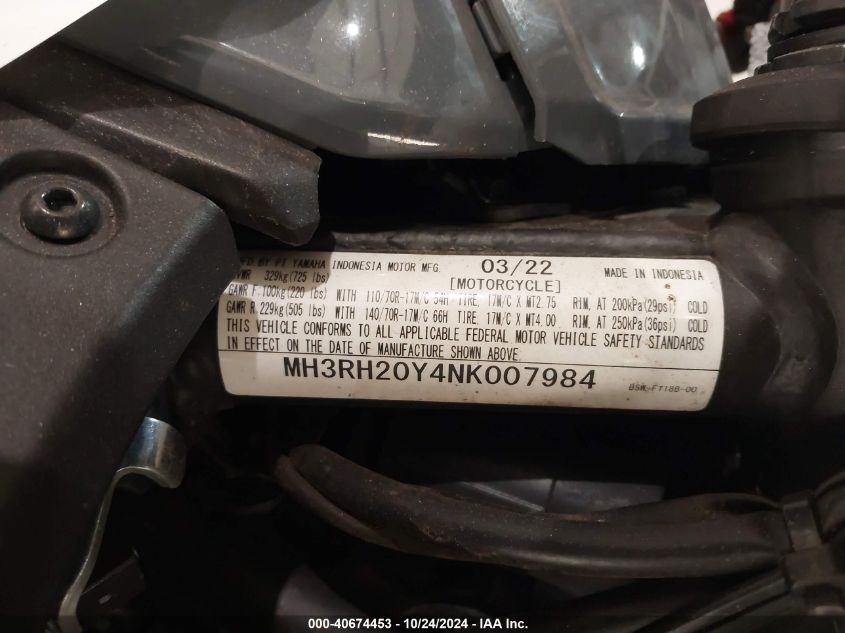 MFD BY PT YAMAHA INDONESIA MOTOR MFG. 03/22 MADE IN INDONESIA
GVWR 329kg(725 lbs) [MOTORCYCLE]
GAWR F.100kg(220 lbs) WITH 110/70R-17M/C 54H TIRE, 17M/C X MT2.75 RIM, AT 200kPa(29psi) COLD
GAWR R.229kg(505 lbs) WITH 140/70R-17M/C 66H TIRE, 17M/C X MT4.00 RIM, AT 250kPa(36psi) COLD
THIS VEHICLE CONFORMS TO ALL APPLICABLE FEDERAL MOTOR VEHICLE SAFETY STANDARDS
IN EFFECT ON THE DATE OF MANUFACTURE SHOWN ABOVE.
MH3RH20Y4NK007984
000-40674453 - 10/24/2024 - IAA Inc.